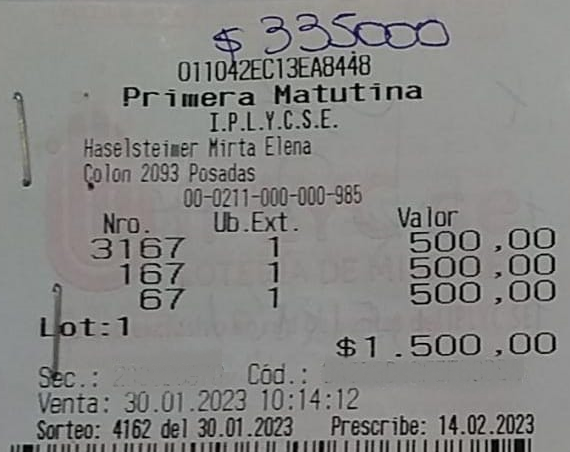 $ 335000
011042EC13EA8448
Primera Matutina
I.P.L.Y.C.S.E.
Haselsteimer Mirta Elena
Colon 2093 Posadas
00-0211-000-000-985
Nro. Ub.Ext. Valor
3167 1 500,00
167 1 500,00
67 1 500,00
Lot:1
$1.500,00
Sec.: Cód.:
Venta: 30.01.2023 10:14:12
Sorteo: 4162 del 30.01.2023 Prescribe: 14.02.2023